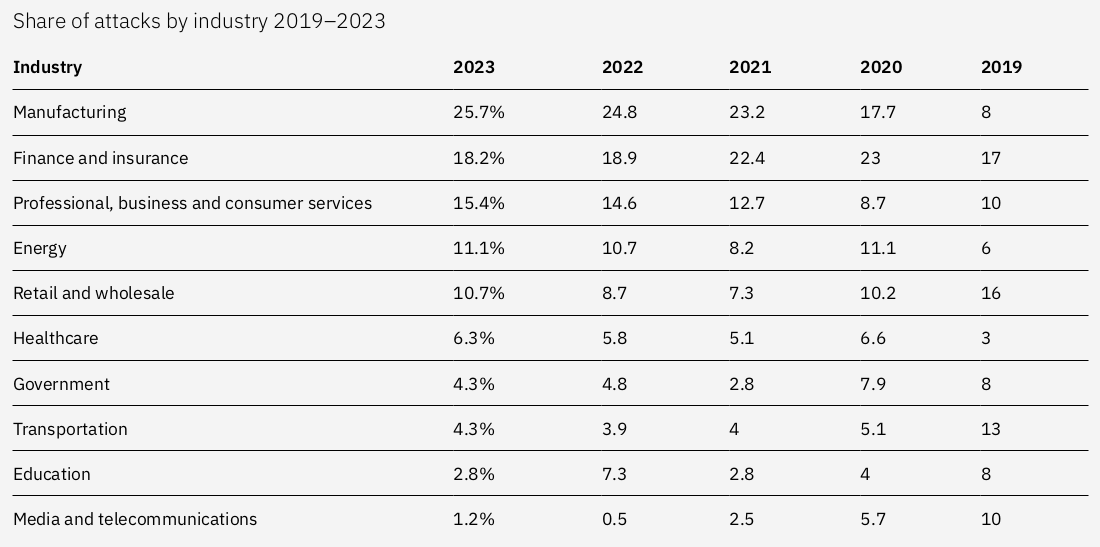 Share of attacks by industry 2019–2023
Industry 2023 2022 2021 2020 2019
Manufacturing 25.7% 24.8 23.2 17.7 8
Finance and insurance 18.2% 18.9 22.4 23 17
Professional, business and consumer services 15.4% 14.6 12.7 8.7 10
Energy 11.1% 10.7 8.2 11.1 6
Retail and wholesale 10.7% 8.7 7.3 10.2 16
Healthcare 6.3% 5.8 5.1 6.6 3
Government 4.3% 4.8 2.8 7.9 8
Transportation 4.3% 3.9 4 5.1 13
Education 2.8% 7.3 2.8 4 8
Media and telecommunications 1.2% 0.5 2.5 5.7 10